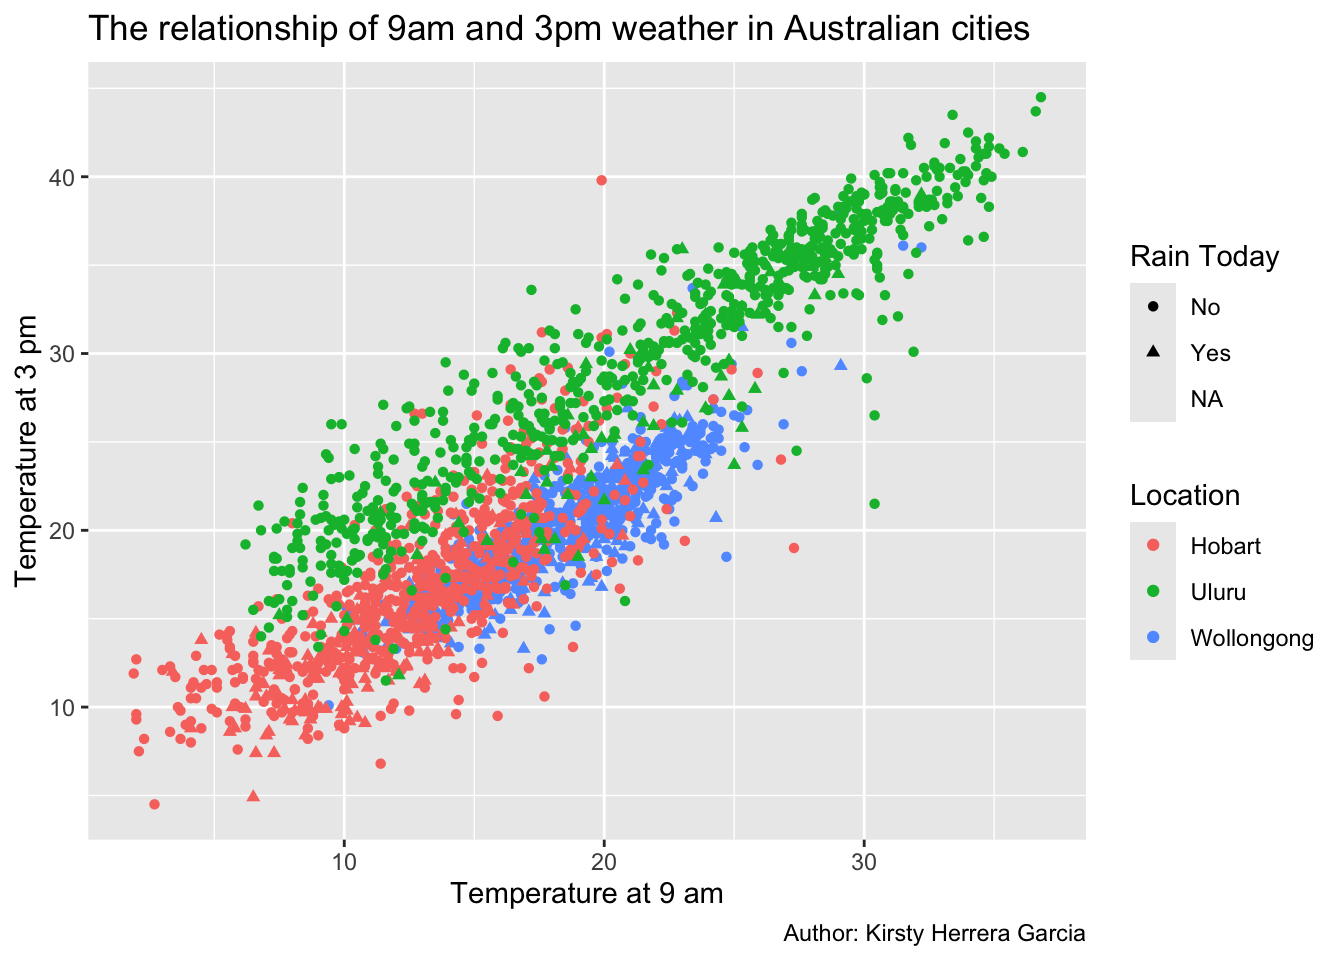 The relationship of 9am and 3pm weather in Australian cities
Temperature at 3 pm
40
30
20
10
10 20 30
Temperature at 9 am
Rain Today
No
Yes
NA
Location
Hobart
Uluru
Wollongong
Author: Kirsty Herrera Garcia